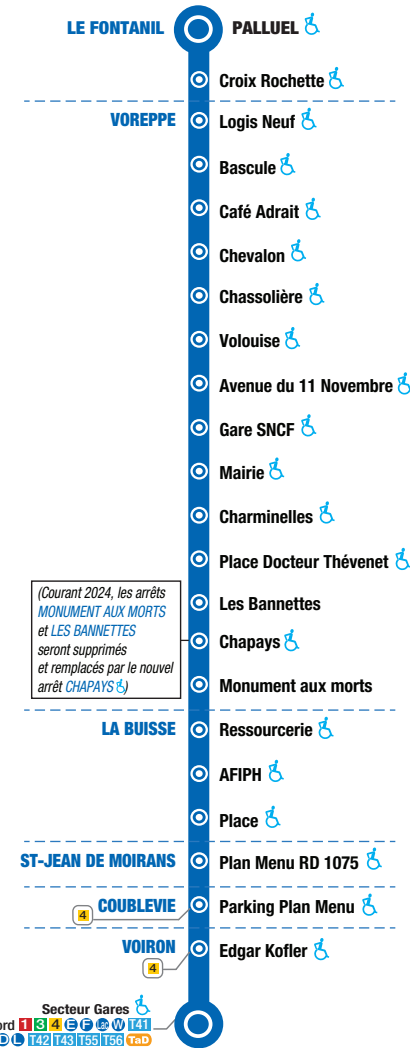 LE FONTANIL PALLUEL
Croix Rochette
VOREPPE Logis Neuf
Bascule
Café Adrait
Chevalon
Chassolière
Volouise
Avenue du 11 Novembre
Gare SNCF
Mairie
Charminelles
Place Docteur Thévenet
Les Bannettes
Chapays
Monument aux morts
(Courant 2024, les arrêts
MONUMENT AUX MORTS
et LES BANNETTES
seront supprimés
et remplacés par le nouvel
arrêt CHAPAYS )
LA BUISSE Ressourcerie
AFIPH
Place
ST-JEAN DE MOIRANS Plan Menu RD 1075
4 COUBLEVIE Parking Plan Menu
VOIRON Edgar Kofler
4
Secteur Gares
ord 1 3 4 E F Lac W T41
D L T42 T43 T55 T56 TaD